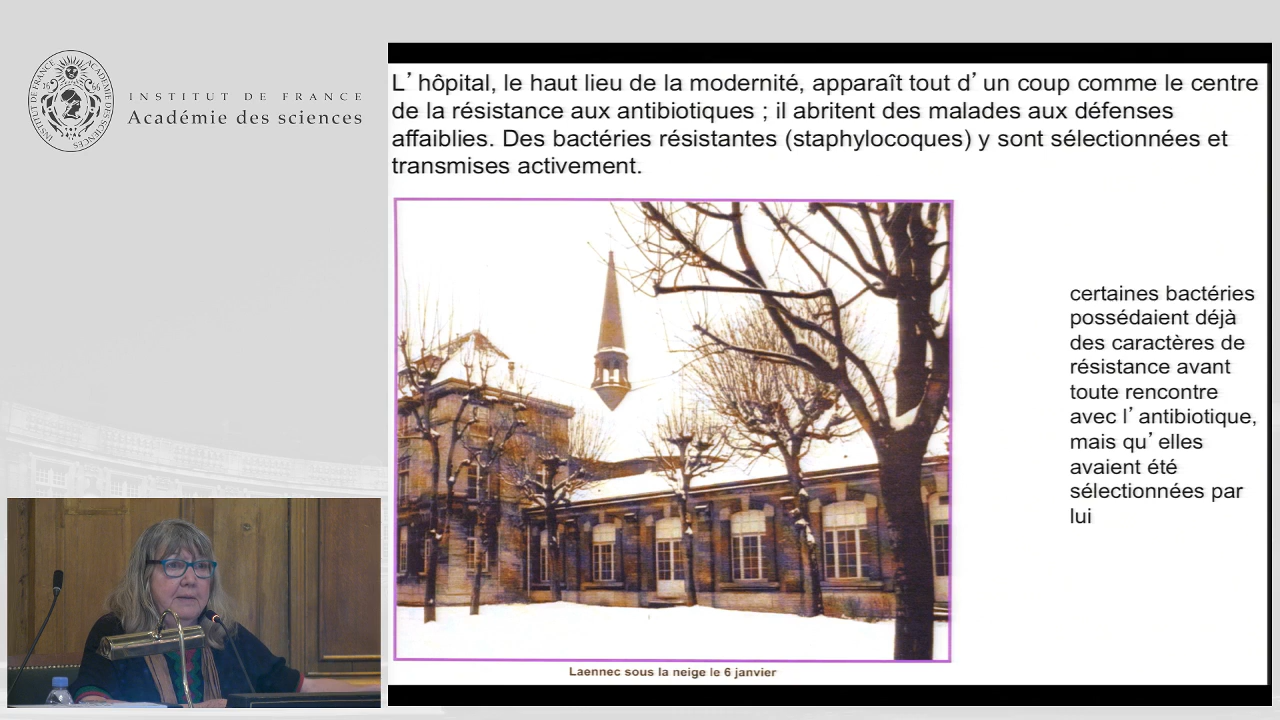 INSTITUT DE FRANCE
Académie des sciences
L’hôpital, le haut lieu de la modernité, apparaît tout d’un coup comme le centre
de la résistance aux antibiotiques ; il abritent des malades aux défenses
affaiblies. Des bactéries résistantes (staphylocoques) y sont sélectionnées et
transmises activement.
certaines bactéries
possédaient déjà
des caractères de
résistance avant
toute rencontre
avec l’antibiotique,
mais qu’elles
avaient été
sélectionnées par
lui
Laennec sous la neige le 6 janvier